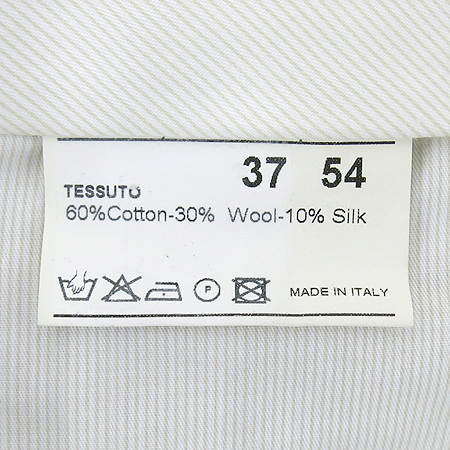 37 54
TESSUTO
60%Cotton-30% Wool-10% Silk
P
MADE IN ITALY